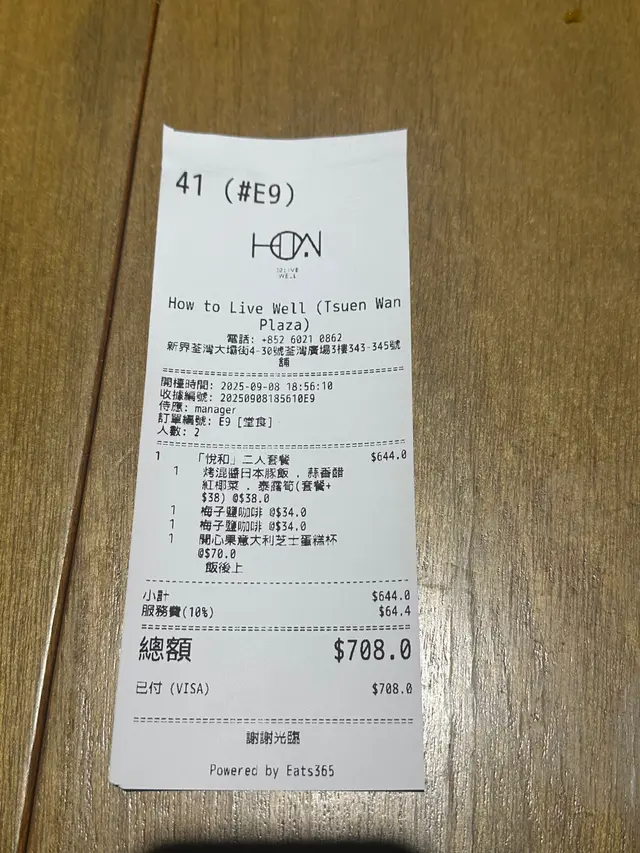 41 (#E9)
HOW
TO LIVE
WELL
How to Live Well (Tsuen Wan
Plaza)
電話: +852 6021 0862
新界荃灣大壩街4-30號荃灣廣場3樓343-345號
舖
開檯時間: 2025-09-08 18:56:10
收據編號: 20250908185610E9
侍應: manager
訂單編號: E9 [堂食]
人數: 2
1 「悅和」二人套餐 $644.0
1 烤混醬日本豚飯 . 蒜香醋
紅椰菜 . 泰露筍(套餐+
$38) @$38.0
1 梅子鹽咖啡 @$34.0
1 梅子鹽咖啡 @$34.0
1 開心果意大利芝士蛋糕杯
@$70.0
飯後上
小計 $644.0
服務費(10%) $64.4
總額 $708.0
已付 (VISA) $708.0
謝謝光臨
Powered by Eats365